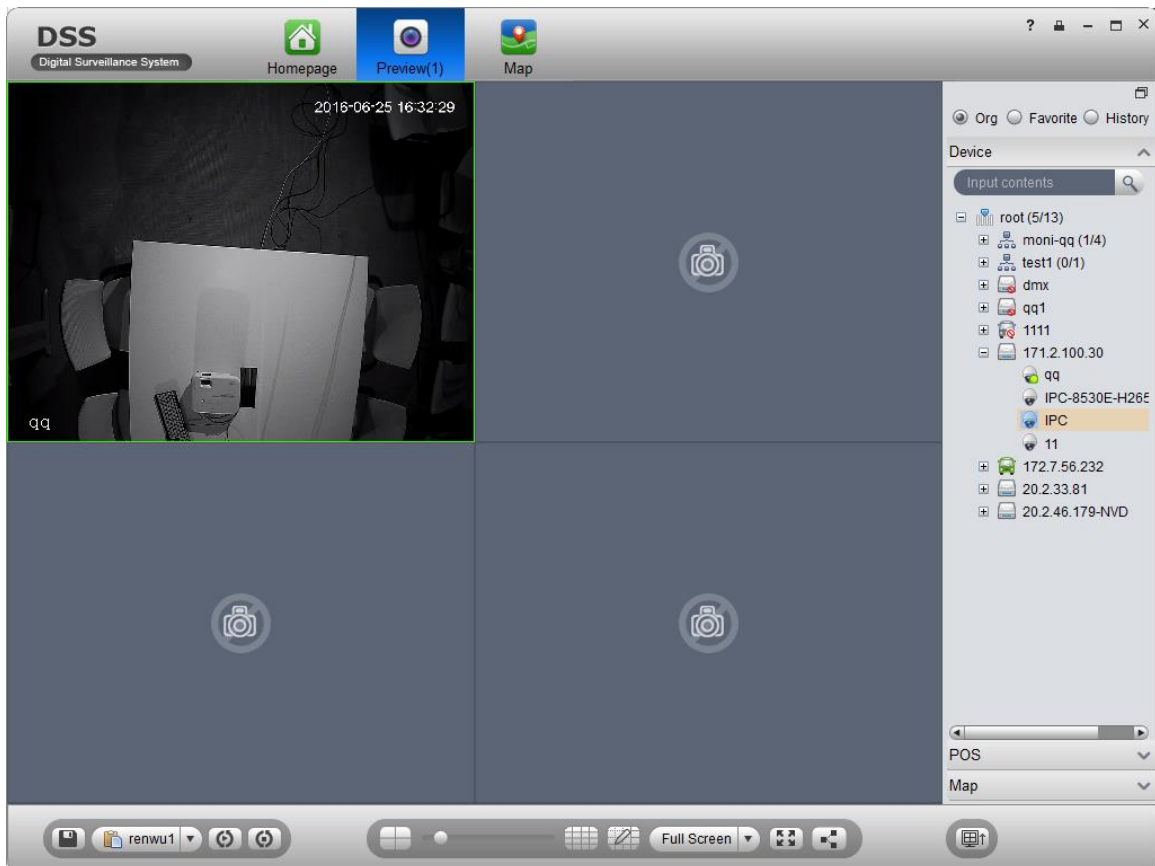 DSS
Digital Surveillance System
Homepage
Preview(1)
Map
?
2016-06-25 16:32:29
qq
Org Favorite History
Device
Input contents
root (5/13)
moni-qq (1/4)
test1 (0/1)
dmx
qq1
1111
171.2.100.30
qq
IPC-8530E-H265
IPC
11
172.7.56.232
20.2.33.81
20.2.46.179-NVD
POS
Map
renwu1
Full Screen